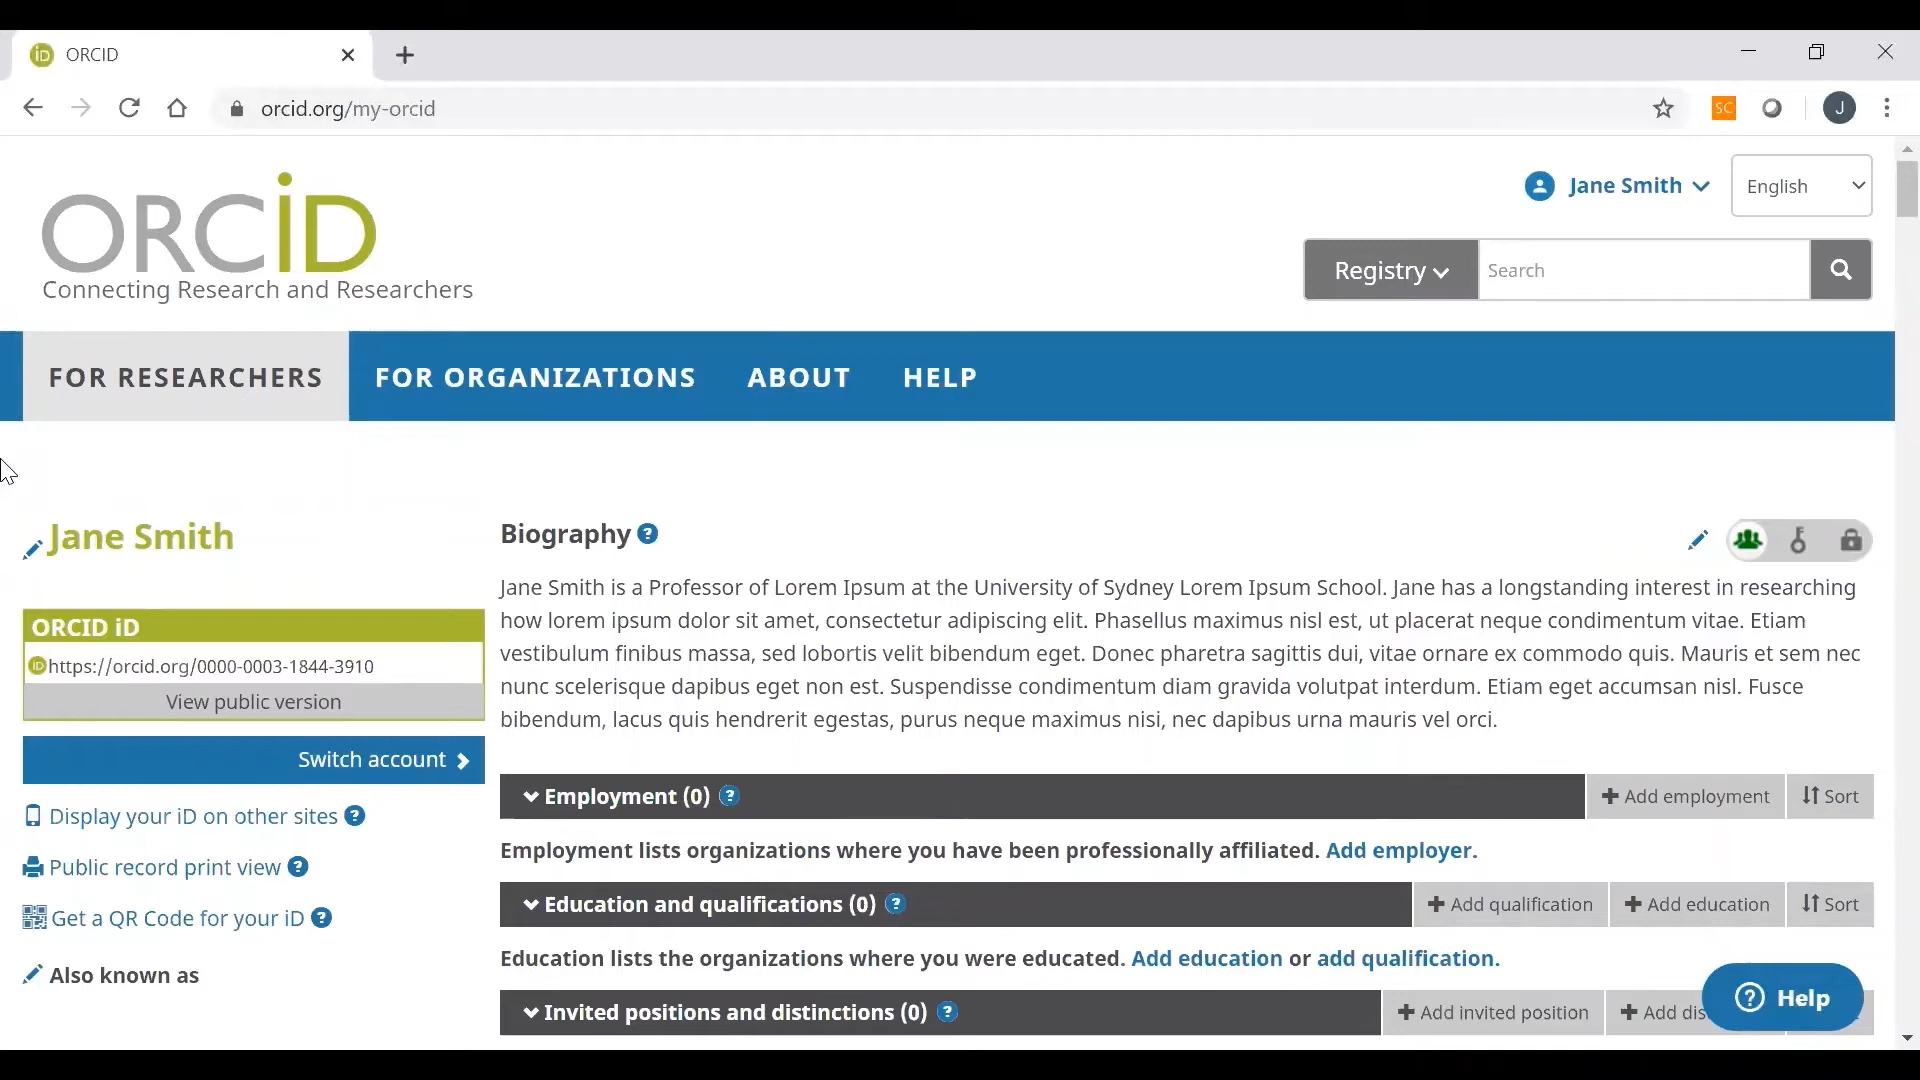 ORCID
orcid.org/my-orcid
SC
J
ORCID
Connecting Research and Researchers
Jane Smith
English
Registry
Search
FOR RESEARCHERS
FOR ORGANIZATIONS
ABOUT
HELP
Jane Smith
ORCID iD
iD https://orcid.org/0000-0003-1844-3910
View public version
Switch account
Display your iD on other sites ?
Public record print view ?
Get a QR Code for your iD ?
Also known as
Biography ?
Jane Smith is a Professor of Lorem Ipsum at the University of Sydney Lorem Ipsum School. Jane has a longstanding interest in researching
how lorem ipsum dolor sit amet, consectetur adipiscing elit. Phasellus maximus nisl est, ut placerat neque condimentum vitae. Etiam
vestibulum finibus massa, sed lobortis velit bibendum eget. Donec pharetra sagittis dui, vitae ornare ex commodo quis. Mauris et sem nec
nunc scelerisque dapibus eget non est. Suspendisse condimentum diam gravida volutpat interdum. Etiam eget accumsan nisl. Fusce
bibendum, lacus quis hendrerit egestas, purus neque maximus nisi, nec dapibus urna mauris vel orci.
Employment (0) ?
Add employment
Sort
Employment lists organizations where you have been professionally affiliated. Add employer.
Education and qualifications (0) ?
Add qualification
Add education
Sort
Education lists the organizations where you were educated. Add education or add qualification.
Invited positions and distinctions (0) ?
Add invited position
Add dis
? Help